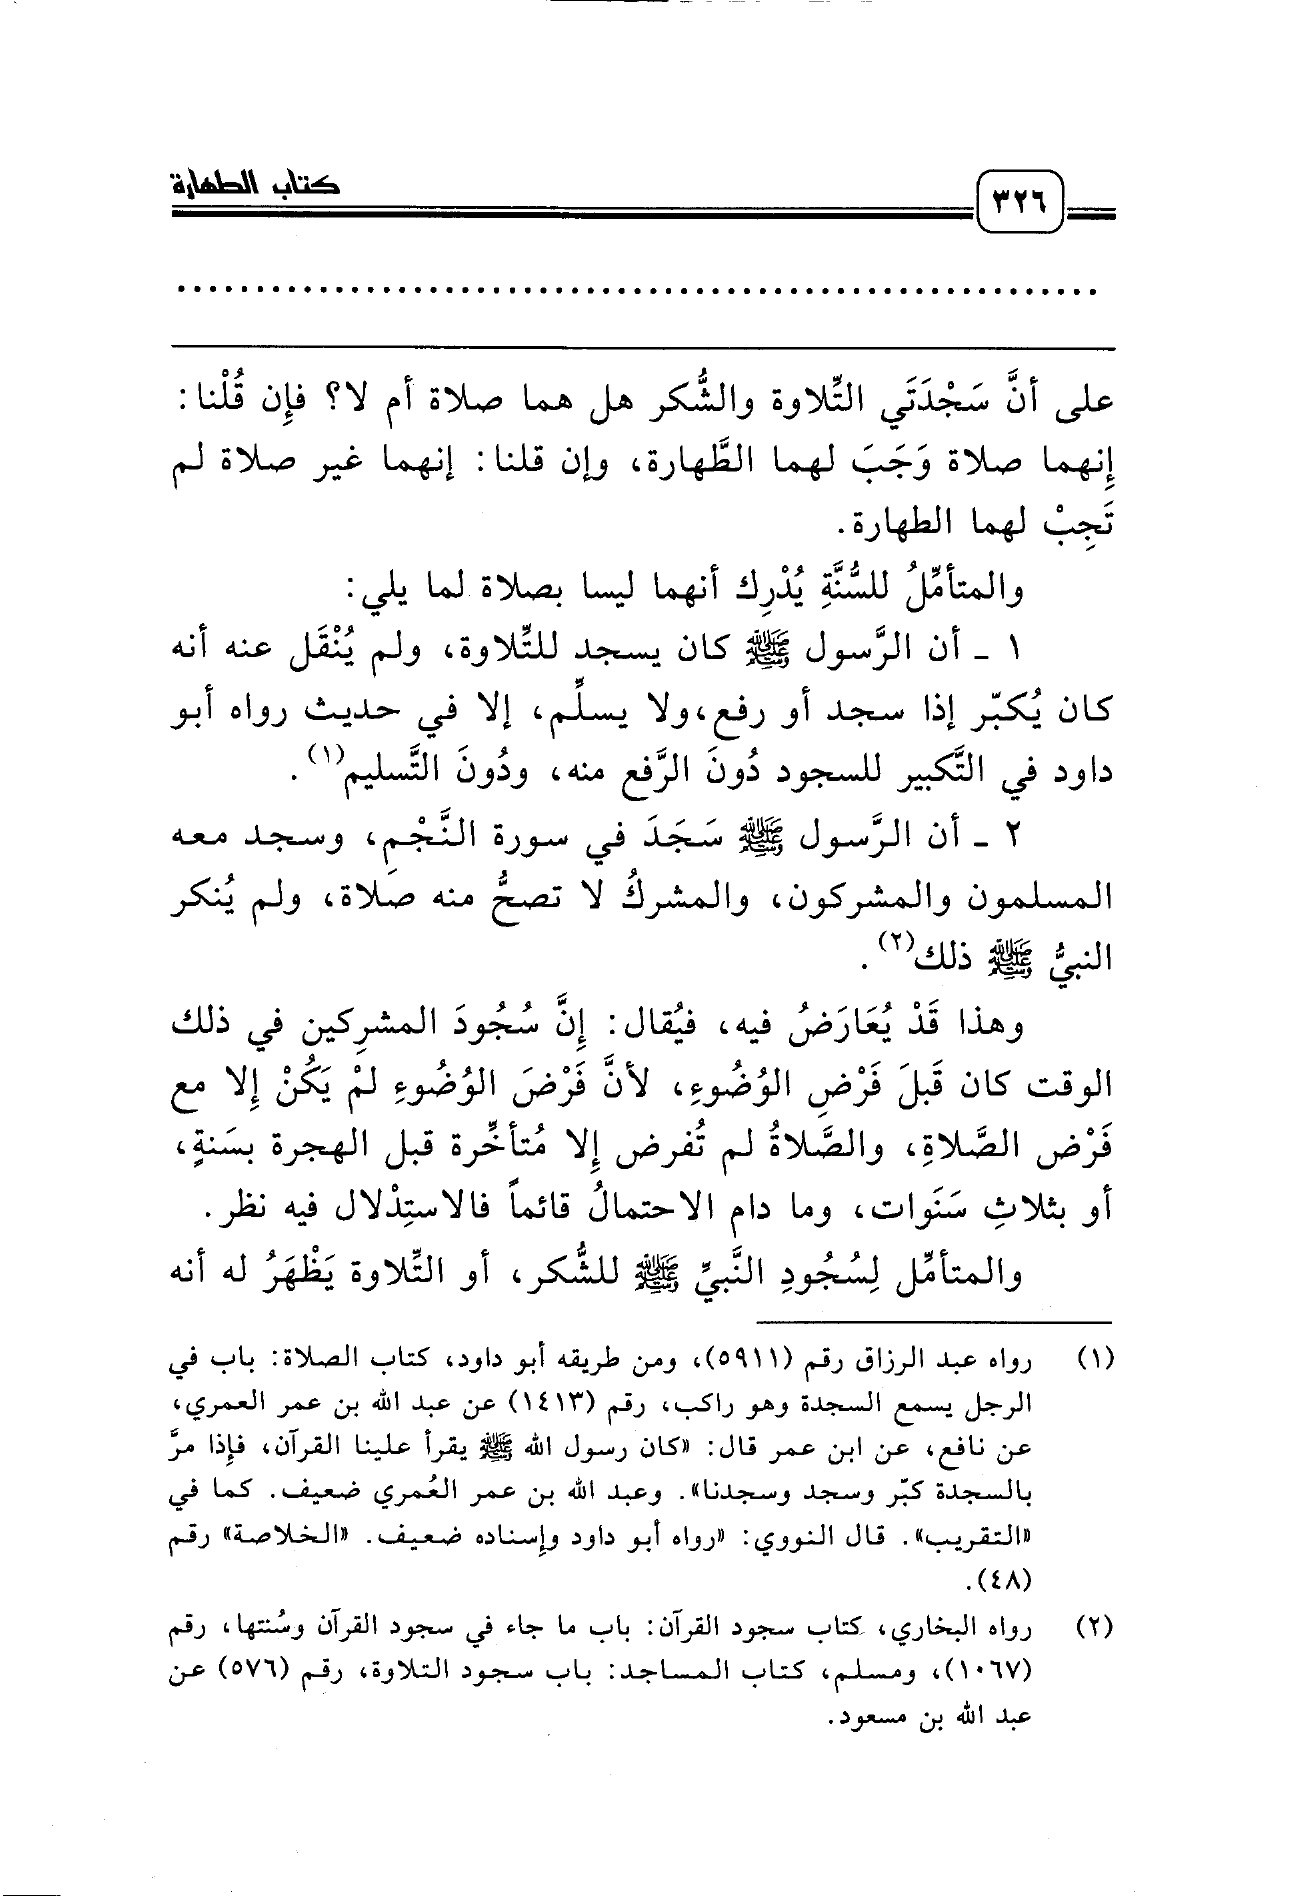 ٣٢٦
كتاب الطهارة
على أنَّ سَجْدَتَي التِّلاوة والشُّكر هل هما صلاة أم لا؟ فإِن قُلْنا:
إِنهما صلاة وَجَبَ لهما الطَّهارة، وإن قلنا: إنهما غير صلاة لم
تَجِبْ لهما الطهارة.
والمتأمِّلُ للسُّنَّةِ يُدْرِك أنهما ليسا بصلاة لما يلي:
١ ـ أن الرَّسول ﷺ كان يسجد للتِّلاوة، ولم يُنْقَل عنه أنه
كان يُكبّر إذا سجد أو رفع،ولا يسلِّم، إلا في حديث رواه أبو
داود في التَّكبير للسجود دُونَ الرَّفع منه، ودُونَ التَّسليم(١).
٢ ـ أن الرَّسول ﷺ سَجَدَ في سورة النَّجْمِ، وسجد معه
المسلمون والمشركون، والمشركُ لا تصحُّ منه صلاة، ولم يُنكر
النبيُّ ﷺ ذلك(٢).
وهذا قَدْ يُعَارَضُ فيه، فيُقال: إِنَّ سُجُودَ المشرِكين في ذلك
الوقت كان قَبلَ فَرْضِ الوُضُوءِ، لأنَّ فَرْضَ الوُضُوءِ لمْ يَكُنْ إِلا مع
فَرْض الصَّلاةِ، والصَّلاةُ لم تُفرض إِلا مُتأخِّرة قبل الهجرة بسَنةٍ،
أو بثلاثِ سَنَوات، وما دام الاحتمالُ قائماً فالاستِدْلال فيه نظر.
والمتأمِّل لِسُجُودِ النَّبيِّ ﷺ للشُّكر، أو التِّلاوة يَظْهَرُ له أنه
(١) رواه عبد الرزاق رقم (٥٩١١)، ومن طريقه أبو داود، كتاب الصلاة: باب في
الرجل يسمع السجدة وهو راكب، رقم (١٤١٣) عن عبد الله بن عمر العمري،
عن نافع، عن ابن عمر قال: «كان رسول الله ﷺ يقرأ علينا القرآن، فإذا مرَّ
بالسجدة كبّر وسجد وسجدنا». وعبد الله بن عمر العُمري ضعيف. كما في
«التقريب». قال النووي: «رواه أبو داود وإسناده ضعيف. «الخلاصة» رقم
(٤٨).
(٢) رواه البخاري، كتاب سجود القرآن: باب ما جاء في سجود القرآن وسُنتها، رقم
(١٠٦٧)، ومسلم، كتاب المساجد: باب سجود التلاوة، رقم (٥٧٦) عن
عبد الله بن مسعود.